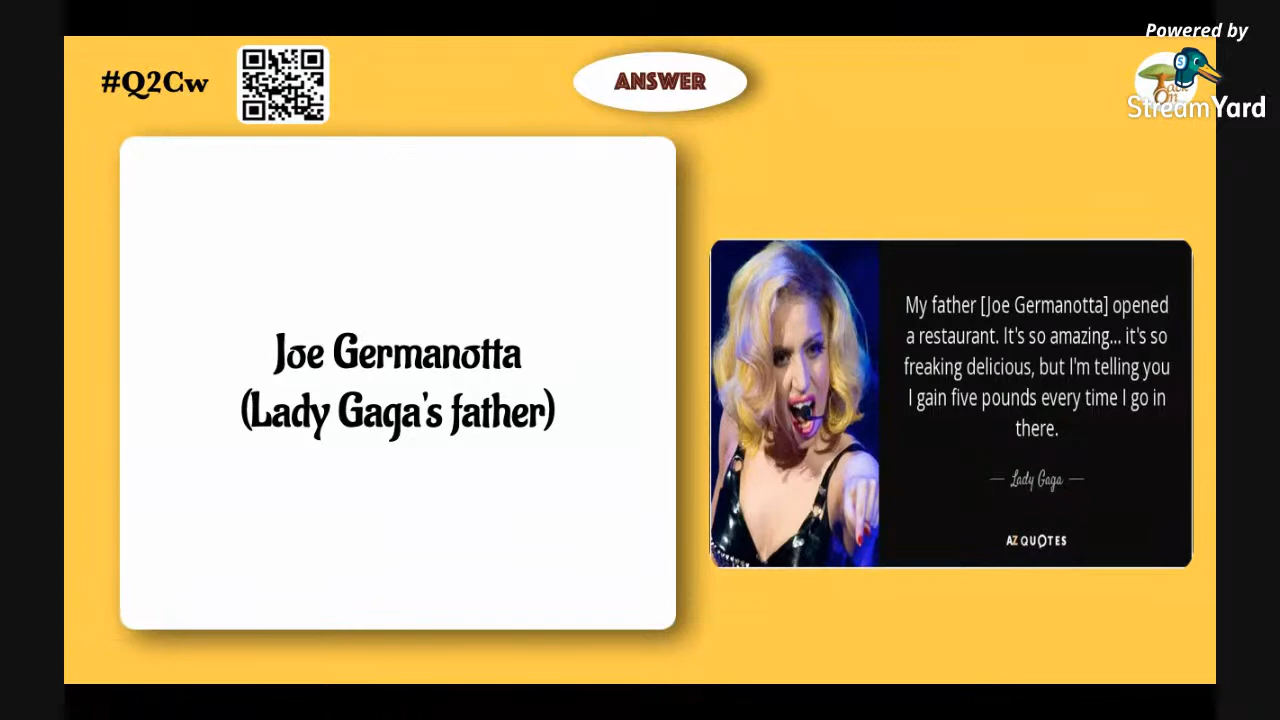 Powered by
#Q2Cw
ANSWER
StreamYard
Joe Germanotta
(Lady Gaga's father)
My father [Joe Germanotta] opened
a restaurant. It's so amazing... it's so
freaking delicious, but I'm telling you
I gain five pounds every time I go in
there.
— Lady Gaga —
AZ QUOTES